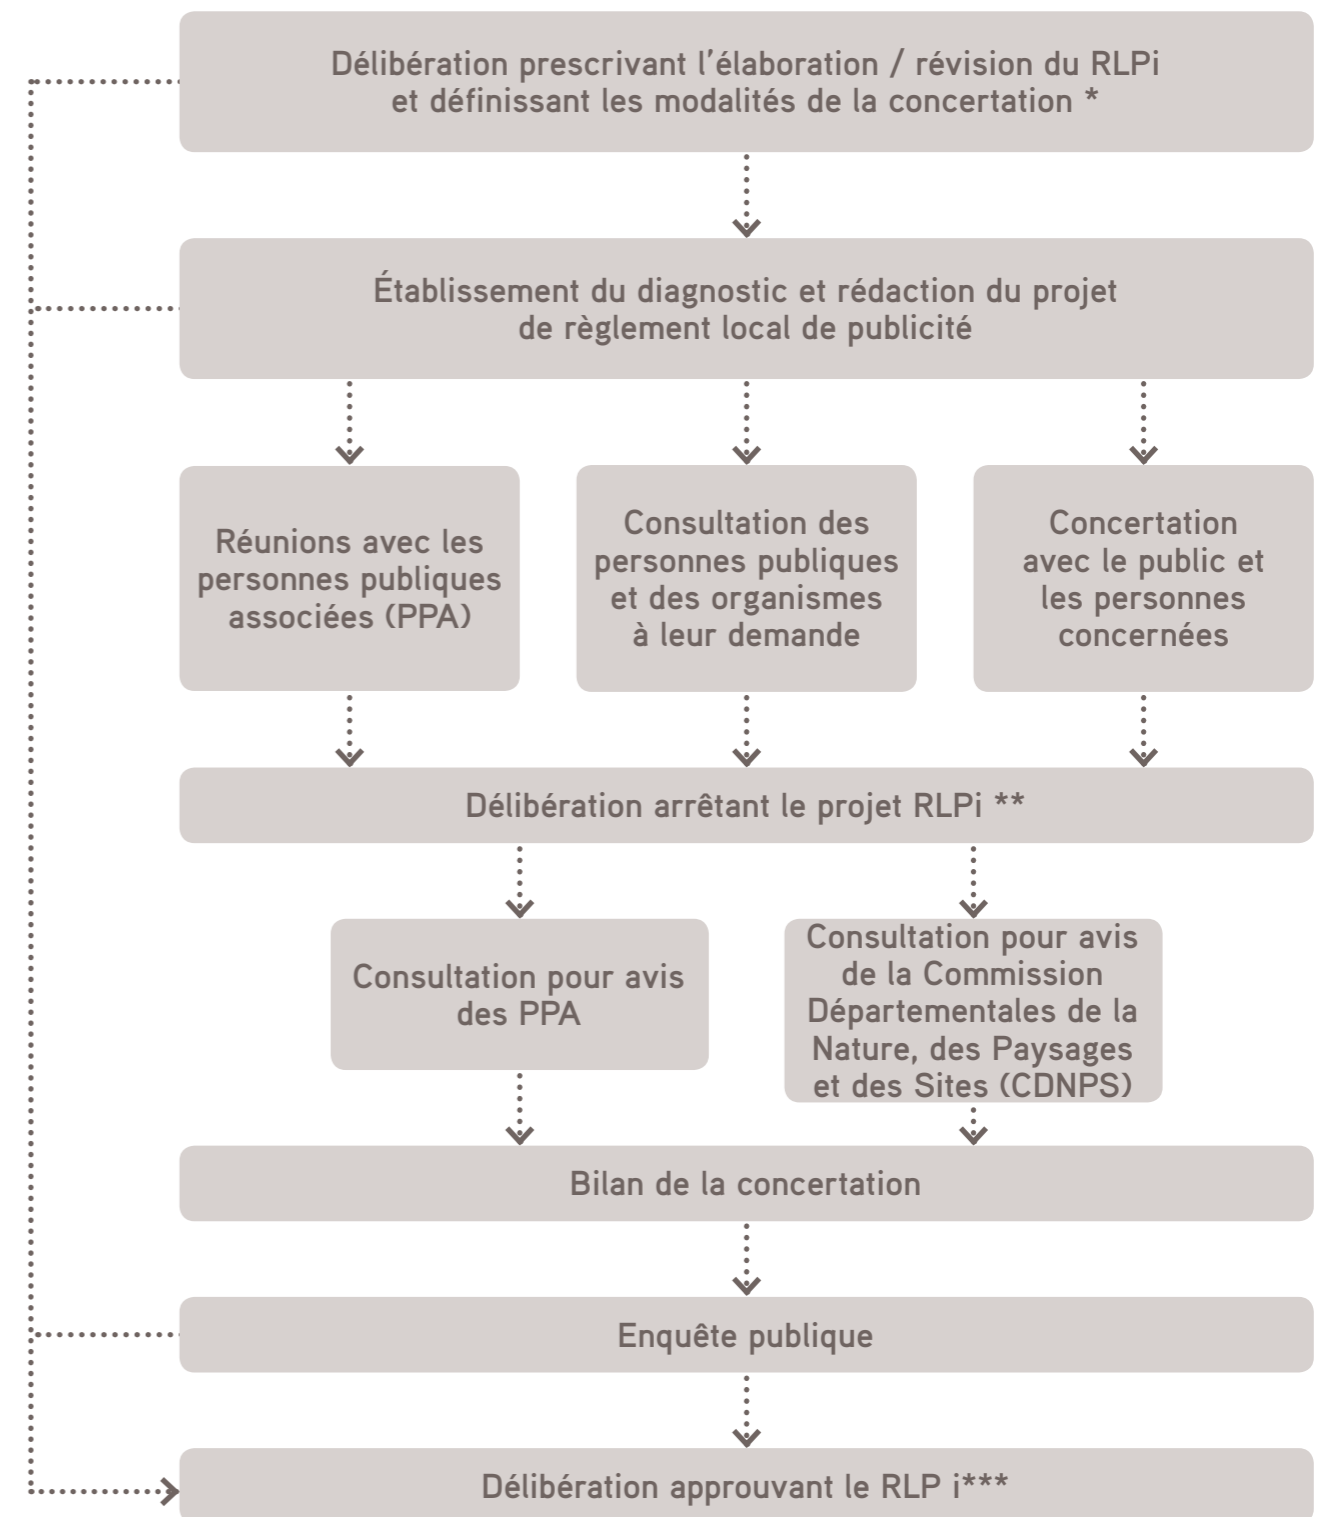 Délibération prescrivant l'élaboration / révision du RLPi
et définissant les modalités de la concertation *
Établissement du diagnostic et rédaction du projet
de règlement local de publicité
Réunions avec les
personnes publiques
associées (PPA)
Consultation des
personnes publiques
et des organismes
à leur demande
Concertation
avec le public et
les personnes
concernées
Délibération arrêtant le projet RLPi **
Consultation pour avis
des PPA
Consultation pour avis
de la Commission
Départementales de la
Nature, des Paysages
et des Sites (CDNPS)
Bilan de la concertation
Enquête publique
Délibération approuvant le RLP i***